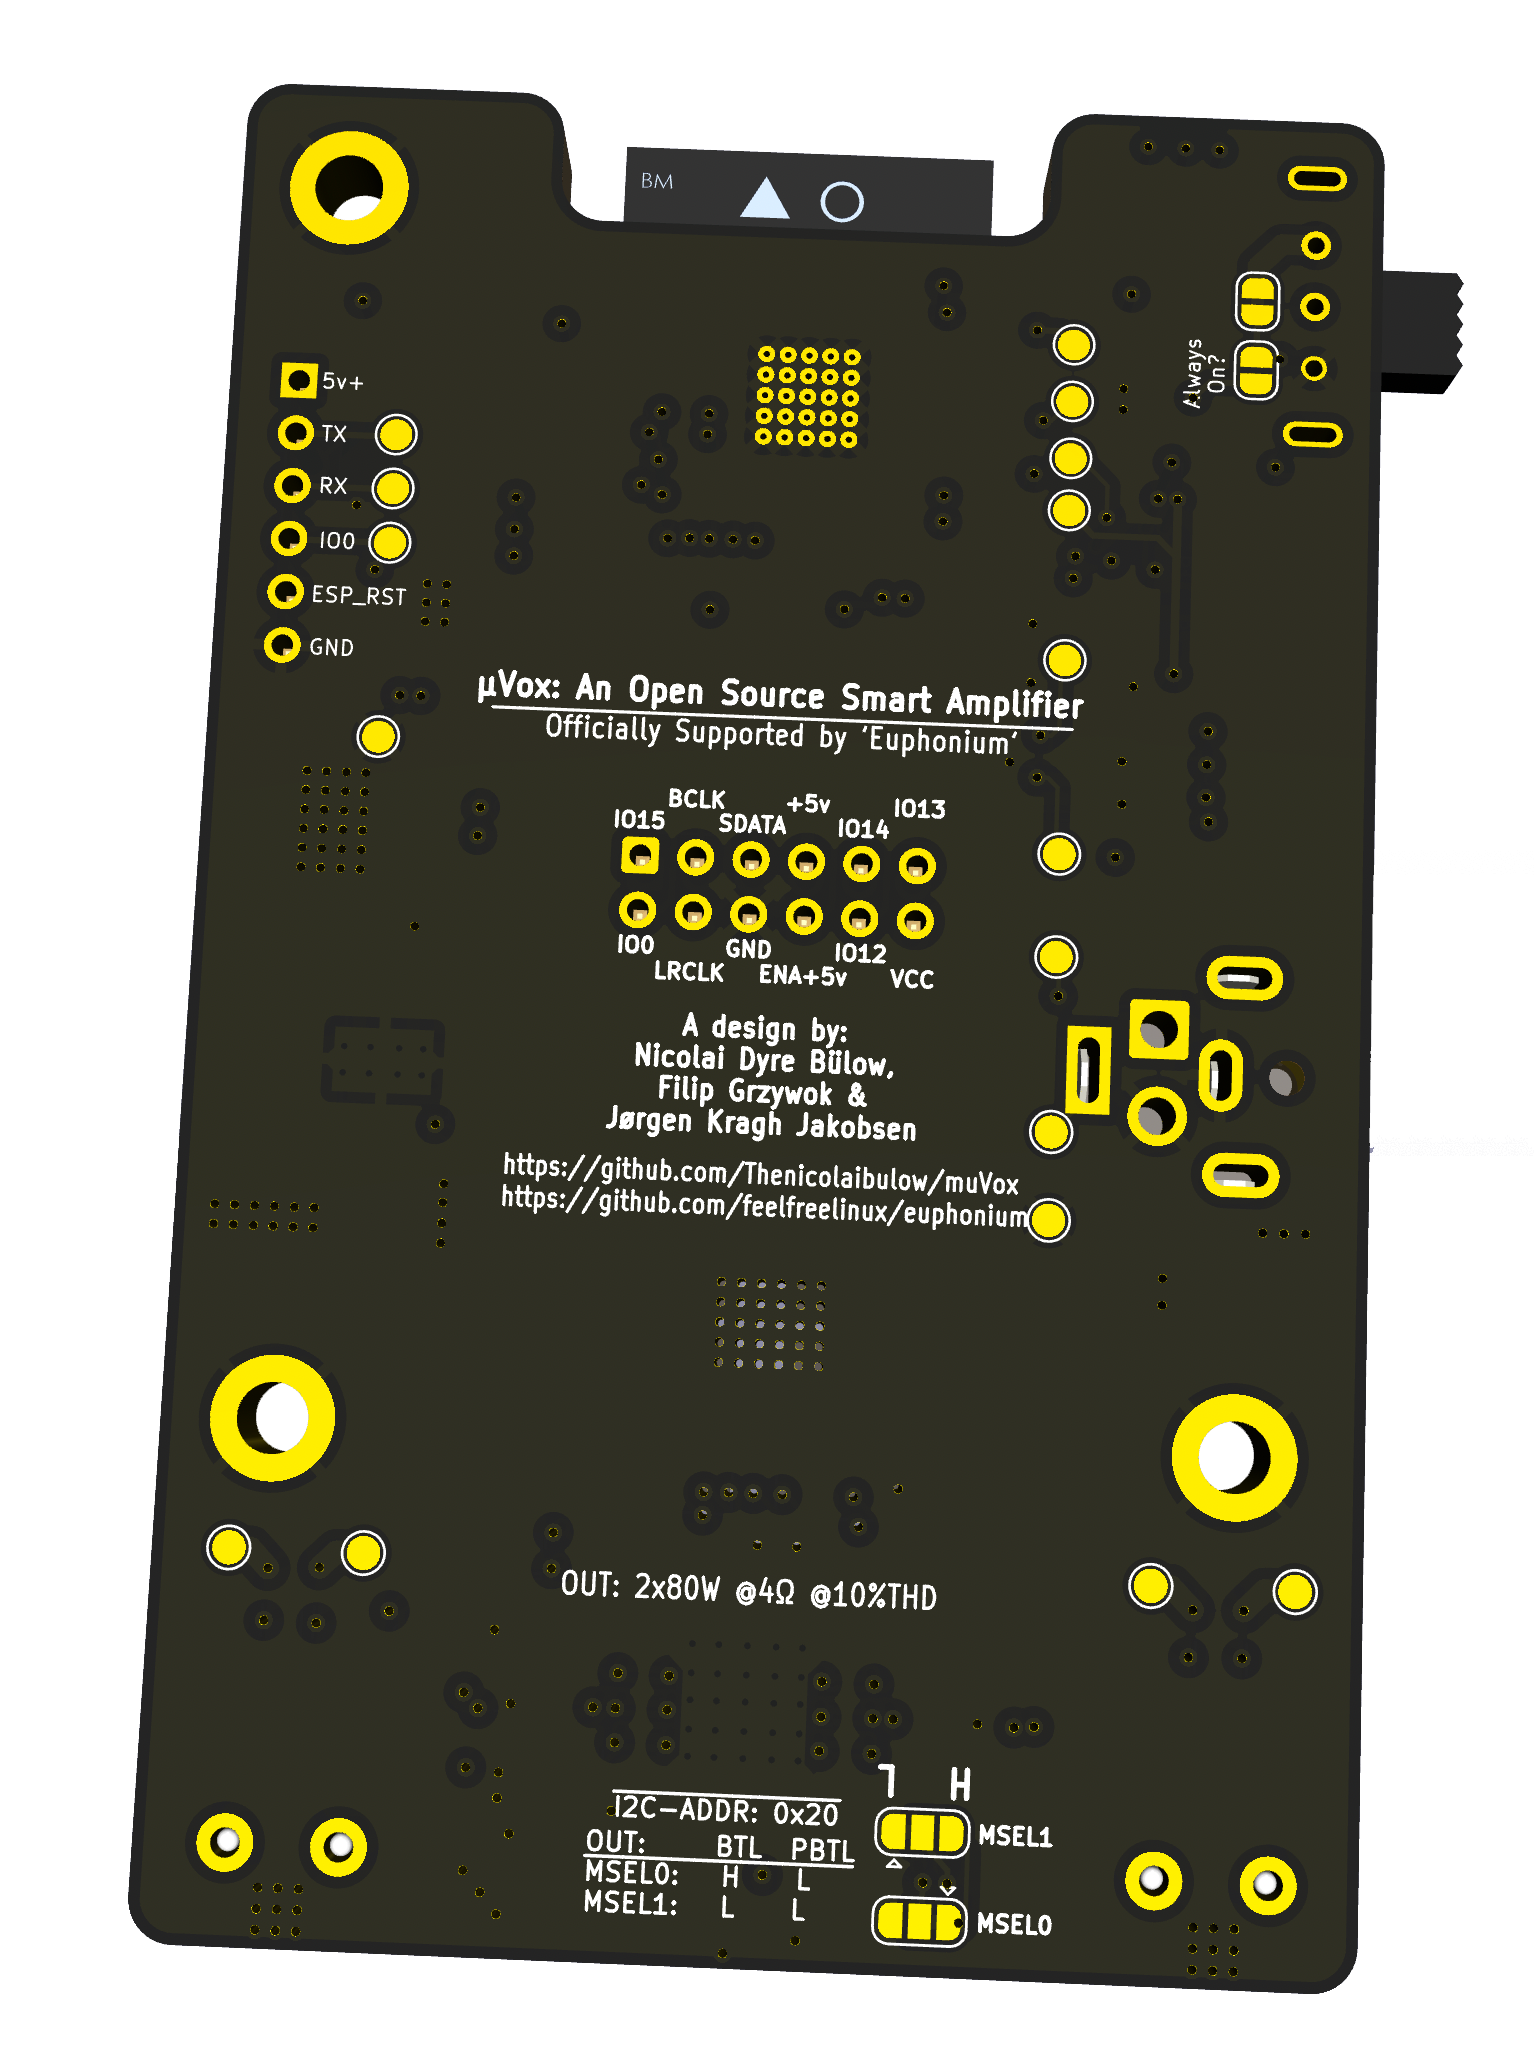 BM
Always
On?
5v+
TX
RX
IO0
ESP_RST
GND
µVox: An Open Source Smart Amplifier
Officially Supported by 'Euphonium'
BCLK +5v IO13
IO15 SDATA IO14
IO0 GND IO12
LRCLK ENA+5v VCC
A design by:
Nicolai Dyre Bülow,
Filip Grzywok &
Jørgen Kragh Jakobsen
https://github.com/Thenicolaibulow/muVox
https://github.com/feelfreelinux/euphonium
OUT: 2x80W @4Ω @10%THD
L H
I2C-ADDR: 0x20
MSEL1
OUT: BTL PBTL
MSEL0: H L
MSEL1: L L
MSEL0